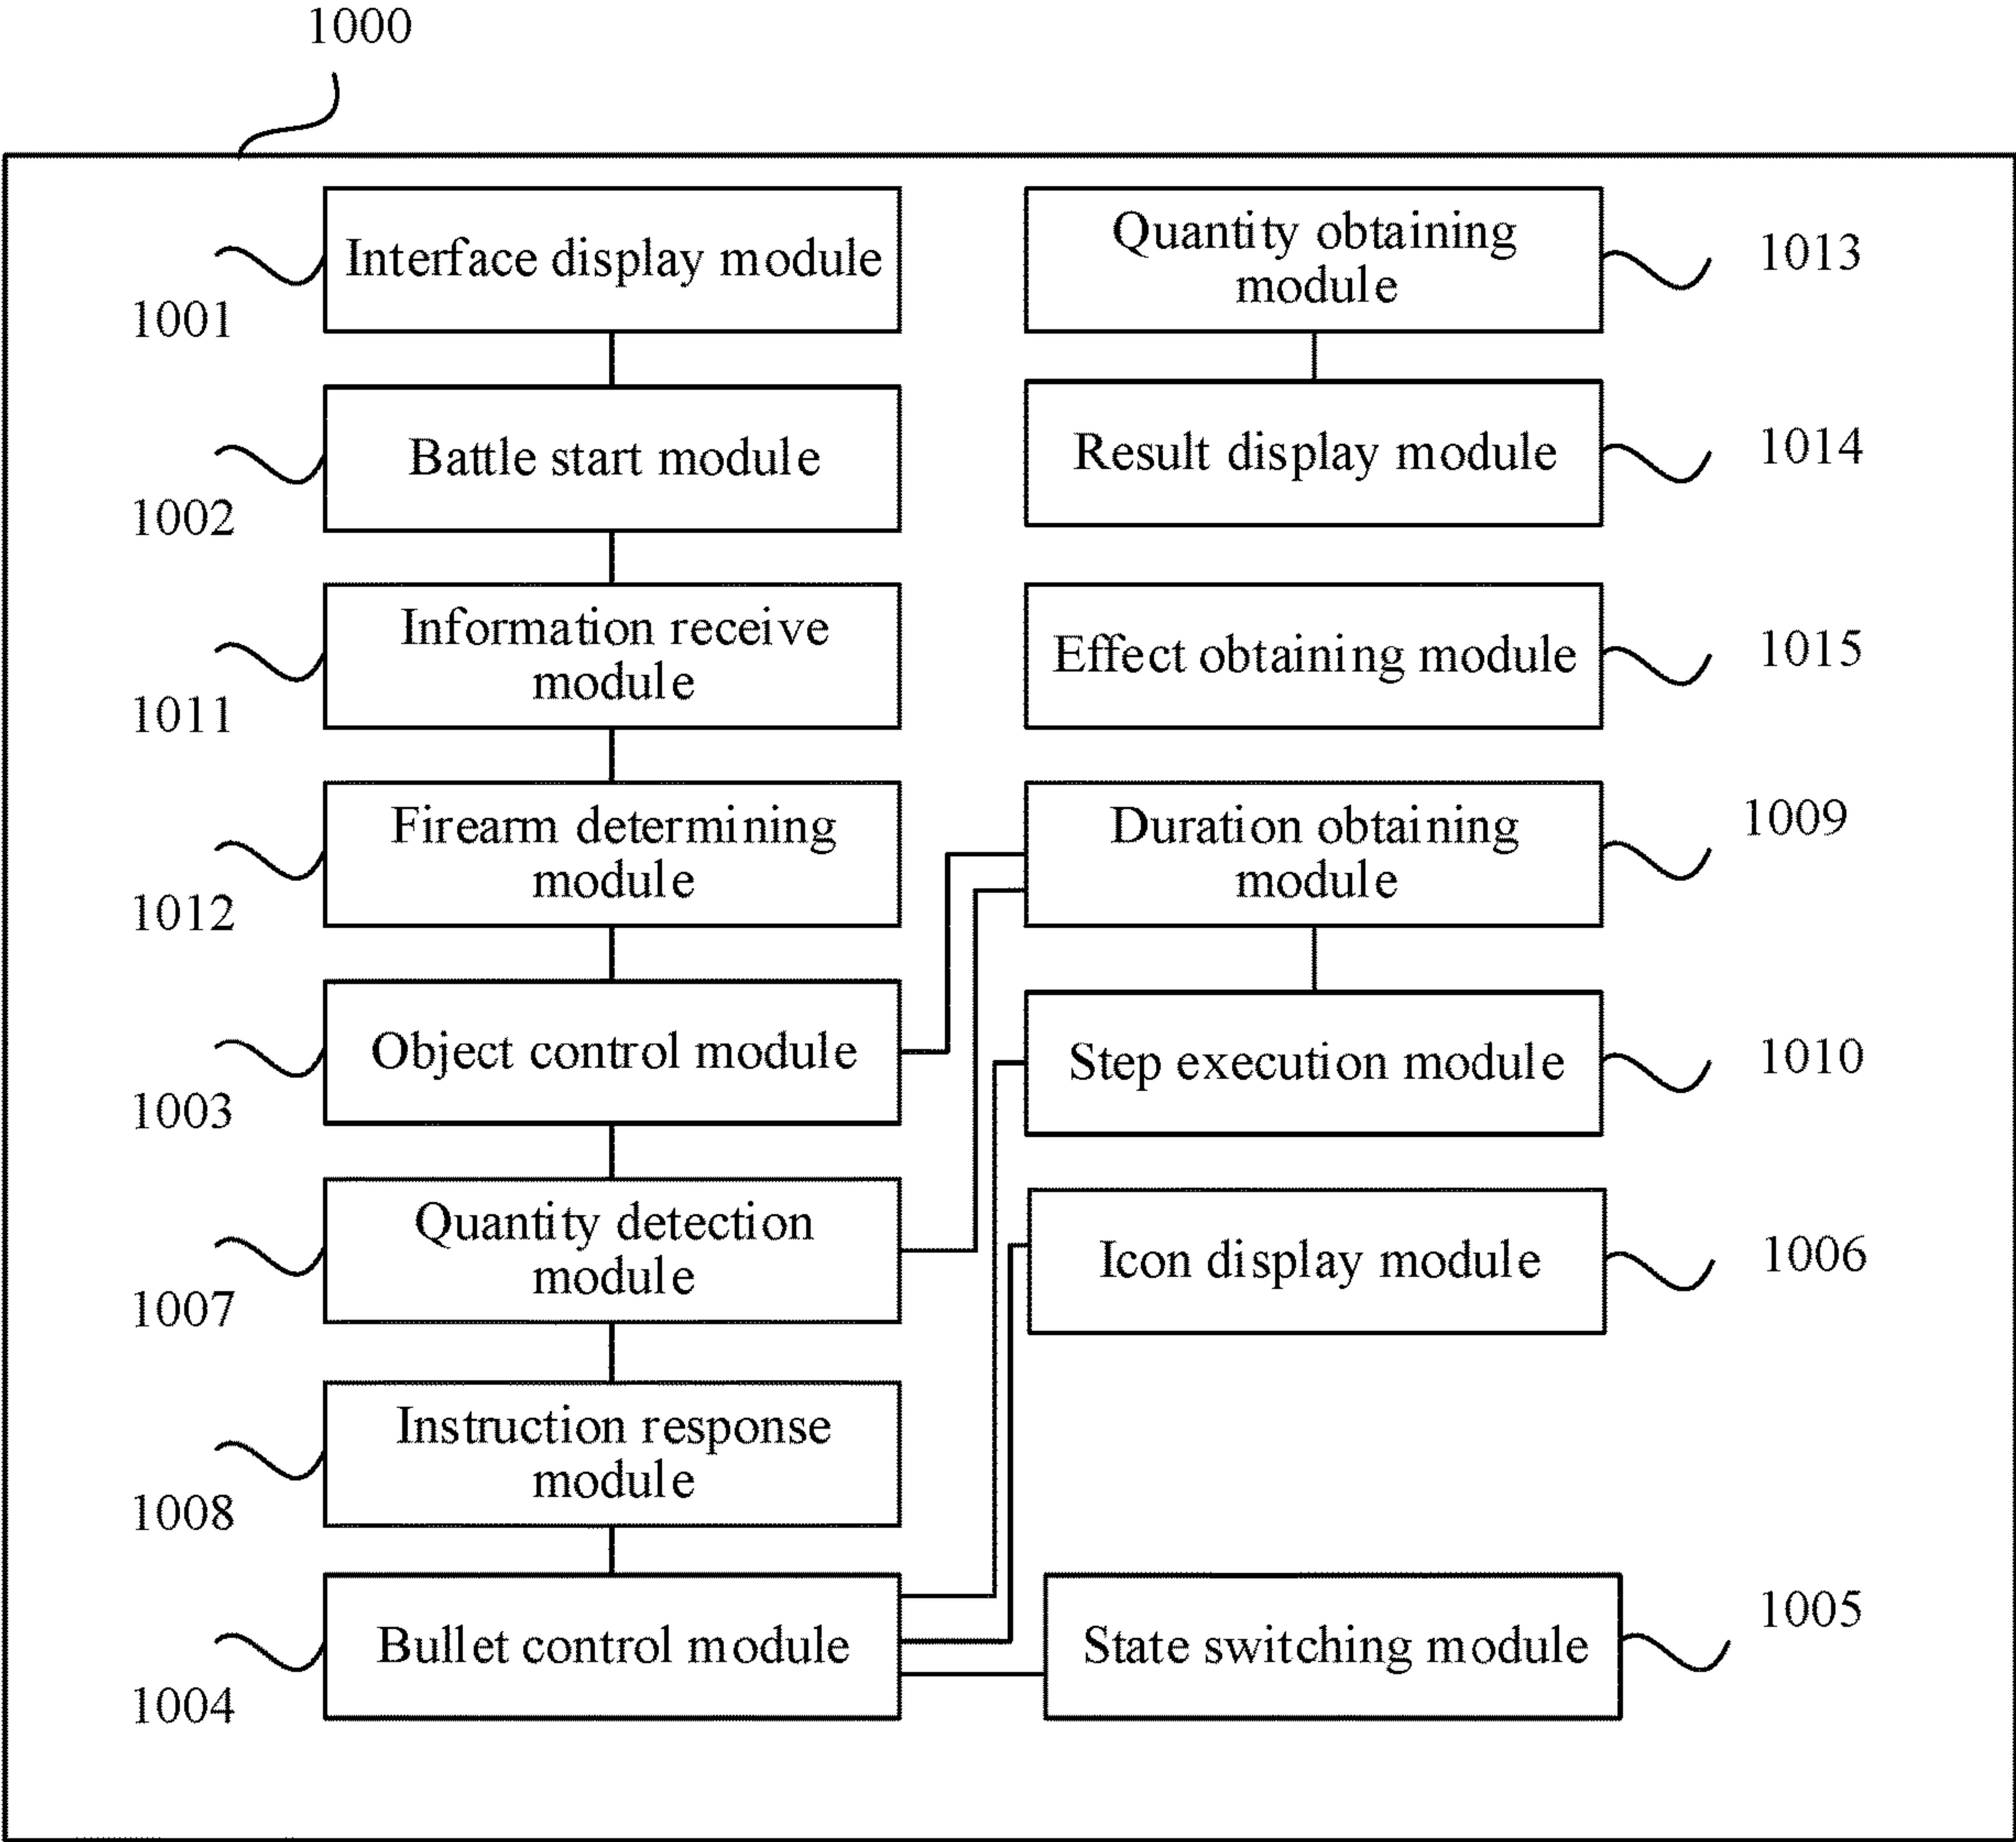 1000
Interface display module
1001
Battle start module
1002
Information receive
module
1011
Firearm determining
module
1012
Object control module
1003
Quantity detection
module
1007
Instruction response
module
1008
Bullet control module
1004
Quantity obtaining
module
1013
Result display module
1014
Effect obtaining module
1015
Duration obtaining
module
1009
Step execution module
1010
Icon display module
1006
State switching module
1005